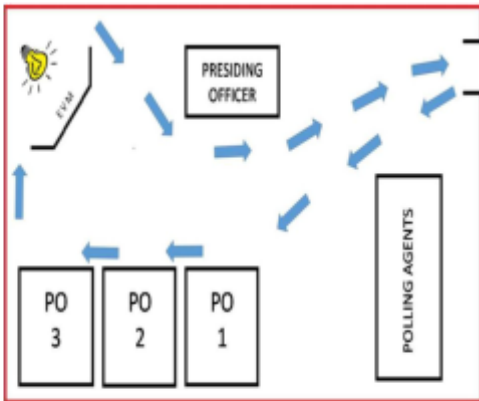 PRESIDING
OFFICER
EVM
PO
3
PO
2
PO
1
POLLING AGENTS